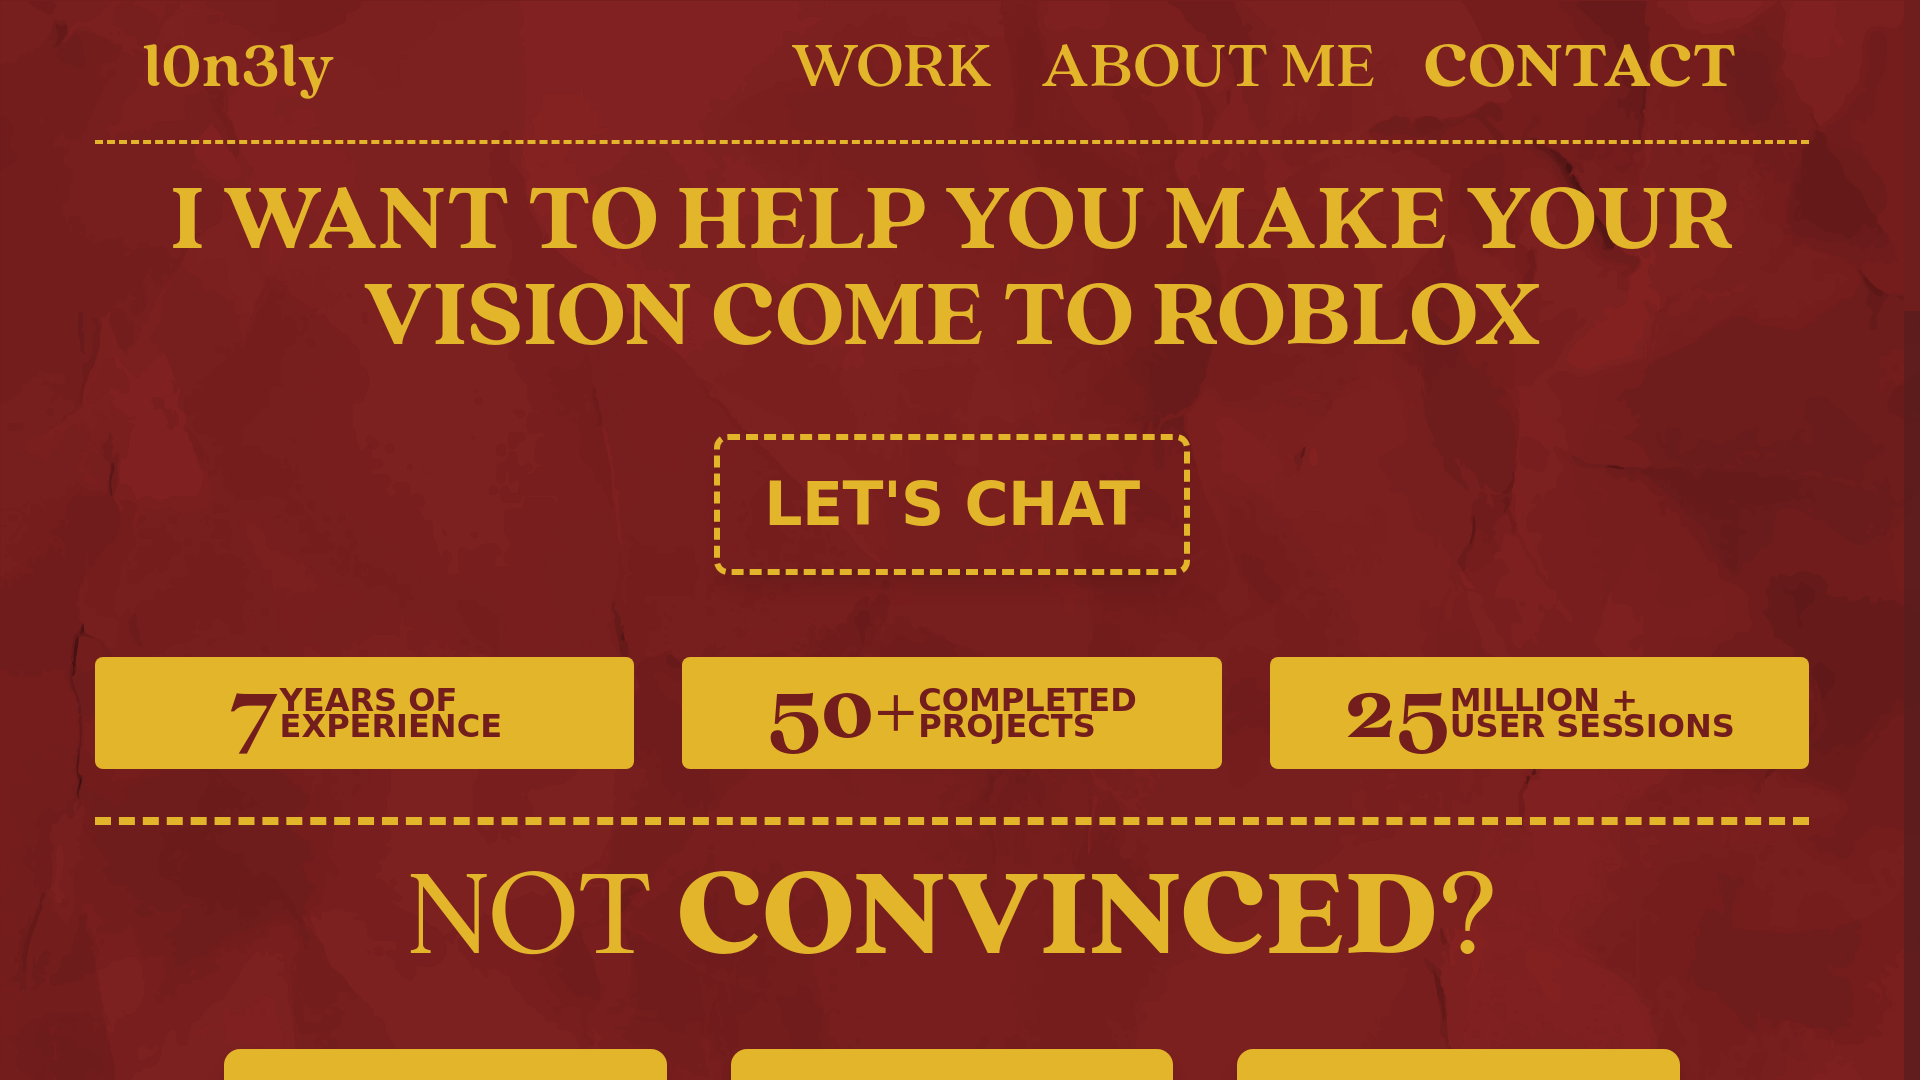 l0n3ly
WORK ABOUT ME CONTACT
I WANT TO HELP YOU MAKE YOUR
VISION COME TO ROBLOX
LET'S CHAT
7 YEARS OF
EXPERIENCE
50+ COMPLETED
PROJECTS
25 MILLION +
USER SESSIONS
NOT CONVINCED?